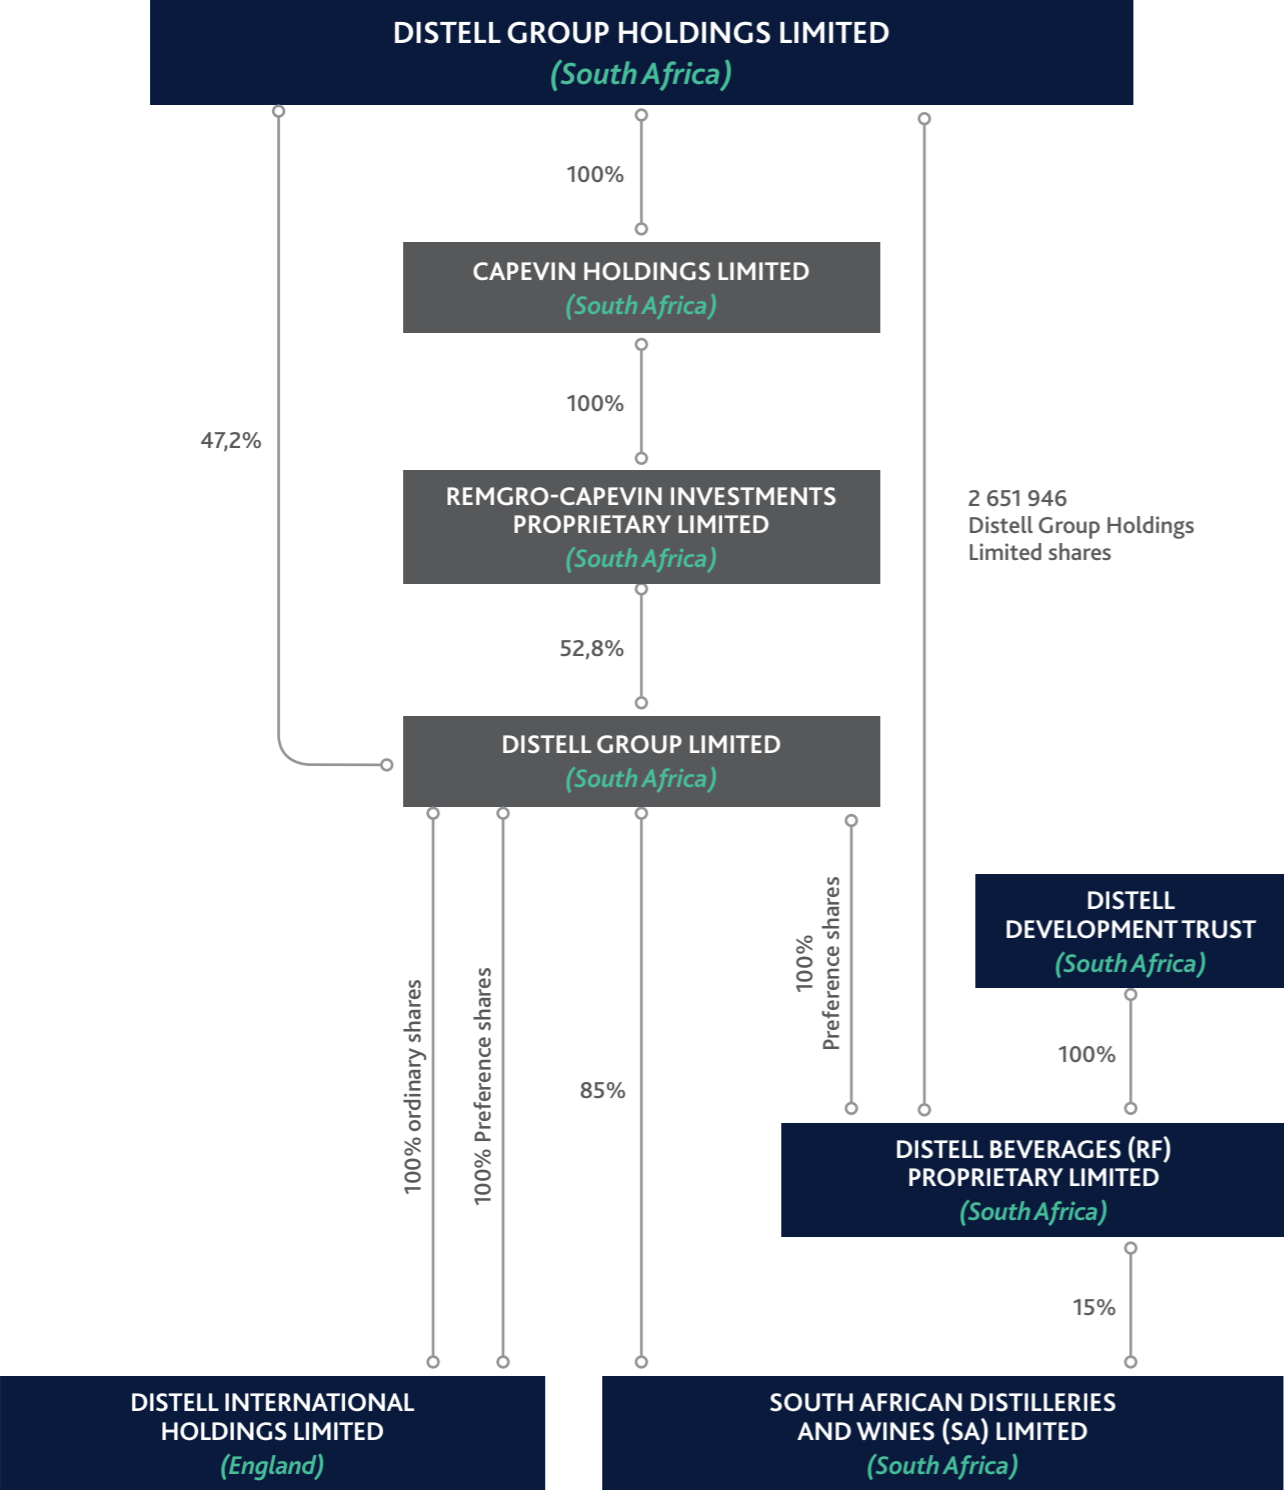 DISTELL GROUP HOLDINGS LIMITED
(South Africa)
100%
CAPEVIN HOLDINGS LIMITED
(South Africa)
100%
47,2%
REMGRO-CAPEVIN INVESTMENTS
PROPRIETARY LIMITED
(South Africa)
2 651 946
Distell Group Holdings
Limited shares
52,8%
DISTELL GROUP LIMITED
(South Africa)
100% ordinary shares
100% Preference shares
85%
100%
Preference shares
DISTELL
DEVELOPMENT TRUST
(South Africa)
100%
DISTELL BEVERAGES (RF)
PROPRIETARY LIMITED
(South Africa)
15%
DISTELL INTERNATIONAL
HOLDINGS LIMITED
(England)
SOUTH AFRICAN DISTILLERIES
AND WINES (SA) LIMITED
(South Africa)